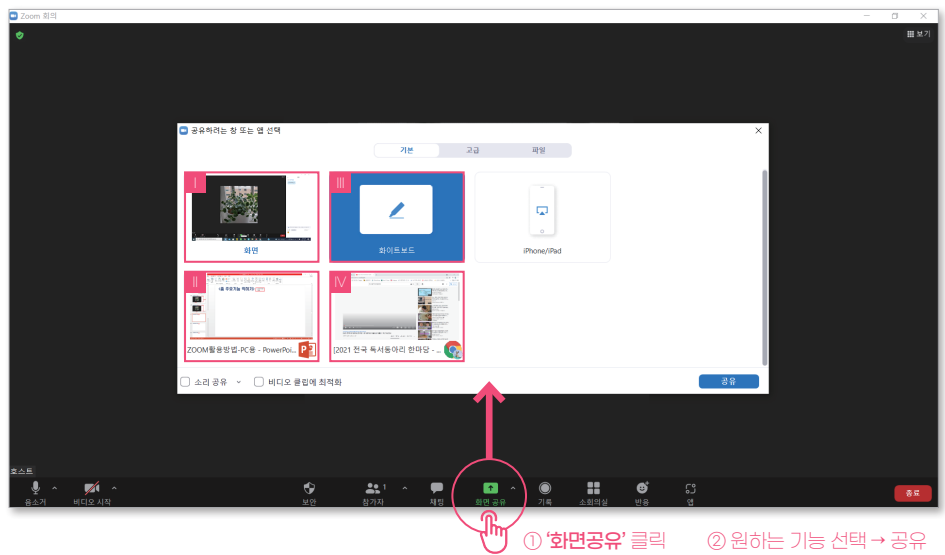 Zoom 회의
보기
공유하려는 창 또는 앱 선택
기본 고급 파일
I
III
화면
화이트보드
iPhone/iPad
II
IV
ZOOM활용방법-PC용 - PowerPoi...
[2021 전국 독서동아리 한마당 - ...
소리 공유
비디오 클립에 최적화
공유
호스트
음소거 비디오 시작 보안 참가자 1 채팅 화면 공유 기록 소회의실 반응 앱 종료
① '화면공유' 클릭 ② 원하는 기능 선택 → 공유